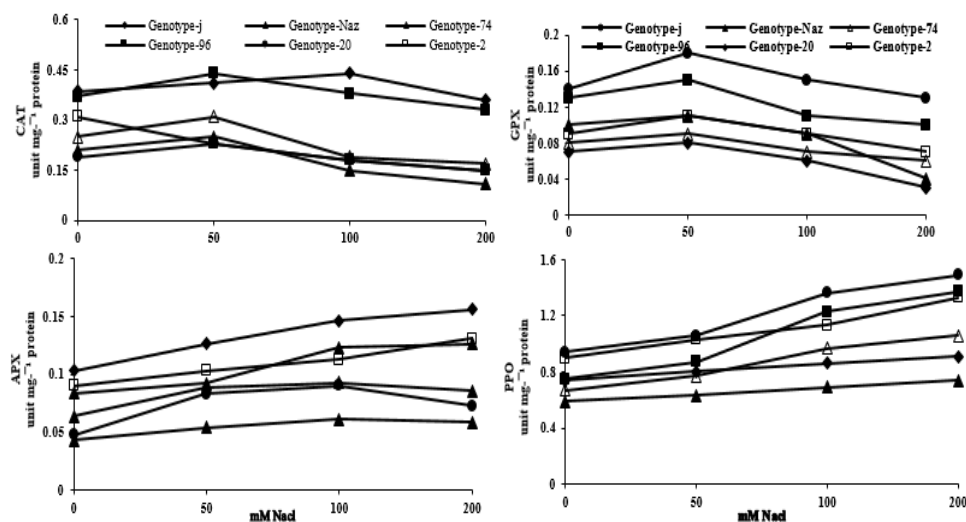 Genotype-j Genotype-Naz Genotype-74
Genotype-96 Genotype-20 Genotype-2
0.6
0.45
0.3
0.15
0
CAT
unit mg-¯¹ protein
0 50 100 200
Genotype-j Genotype-Naz Genotype-74
Genotype-96 Genotype-20 Genotype-2
0.2
0.16
0.12
0.08
0.04
0
GPX
unit mg-¯¹ protein
0 50 100 200
0.2
0.15
0.1
0.05
0
APX
unit mg-¯¹ protein
0 50 100 200
mM Nacl
1.6
1.2
0.8
0.4
0
PPO
unit mg-¯¹ protein
0 50 100 200
mM Nacl